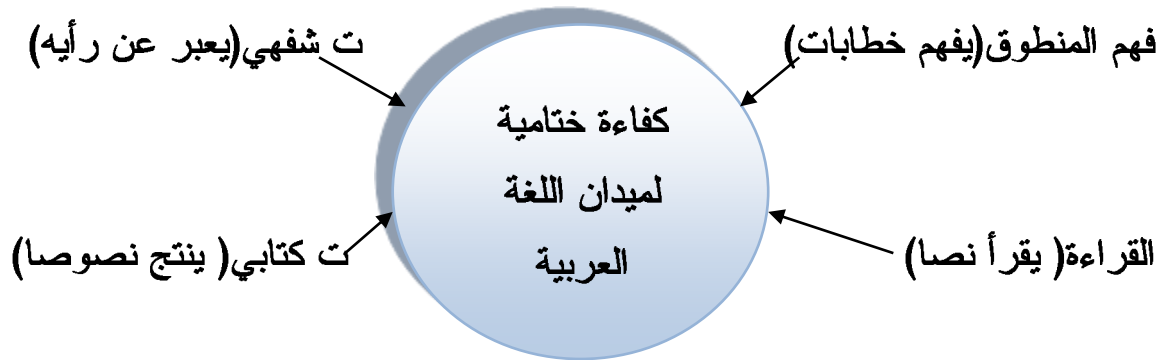 فهم المنطوق(يفهم خطابات)
ت شفهي(يعبر عن رأيه)
كفاءة ختامية
لميدان اللغة
العربية
القراءة( يقرأ نصا)
ت كتابي( ينتج نصوصا)